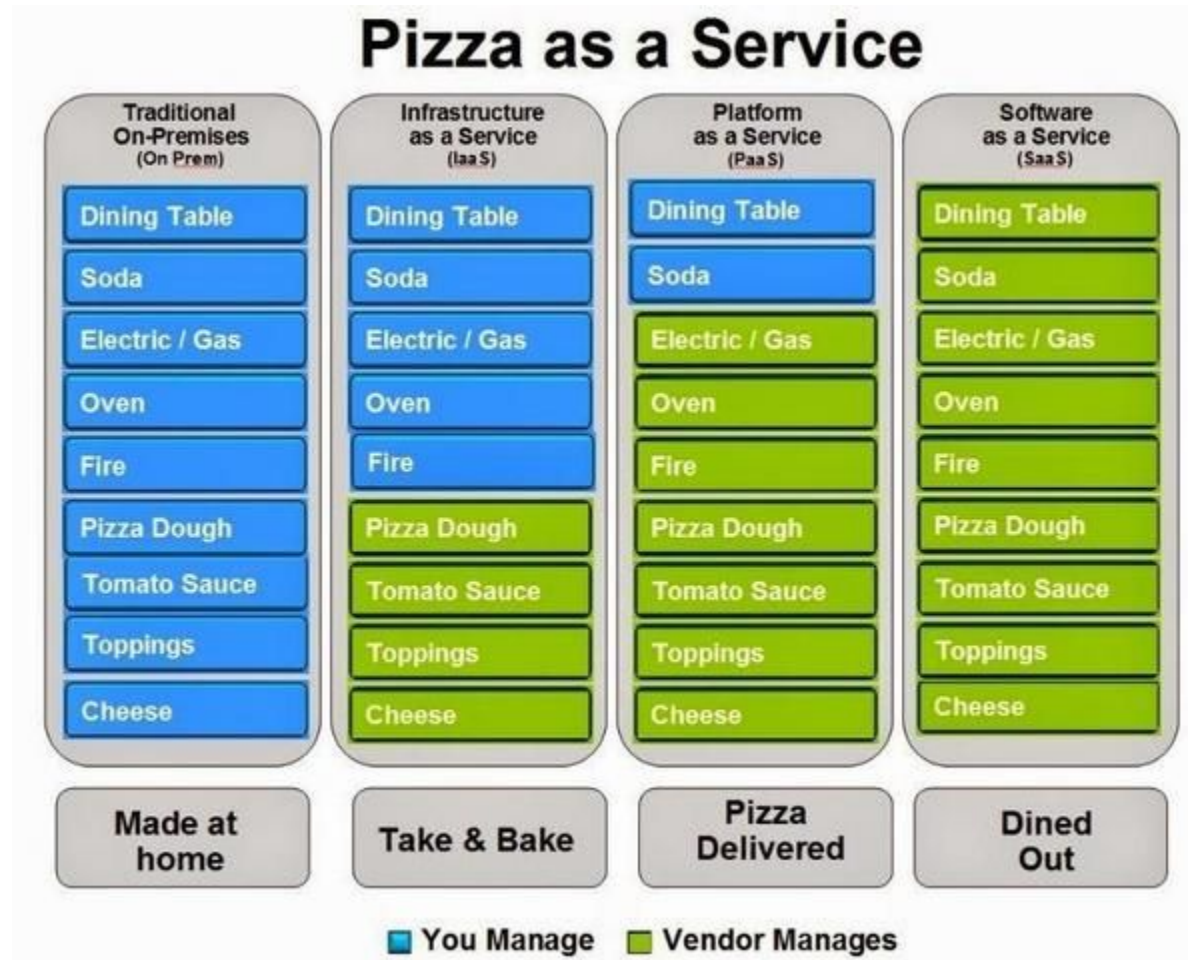 Pizza as a Service
Traditional
On-Premises
(On Prem)
Dining Table
Soda
Electric / Gas
Oven
Fire
Pizza Dough
Tomato Sauce
Toppings
Cheese
Made at
home
Infrastructure
as a Service
(IaaS)
Dining Table
Soda
Electric / Gas
Oven
Fire
Pizza Dough
Tomato Sauce
Toppings
Cheese
Take & Bake
Platform
as a Service
(PaaS)
Dining Table
Soda
Electric / Gas
Oven
Fire
Pizza Dough
Tomato Sauce
Toppings
Cheese
Pizza
Delivered
Software
as a Service
(SaaS)
Dining Table
Soda
Electric / Gas
Oven
Fire
Pizza Dough
Tomato Sauce
Toppings
Cheese
Dined
Out
You Manage
Vendor Manages